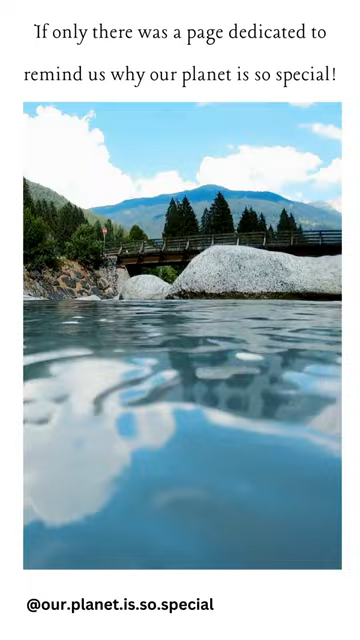 If only there was a page dedicated to
remind us why our planet is so special!
@our.planet.is.so.special